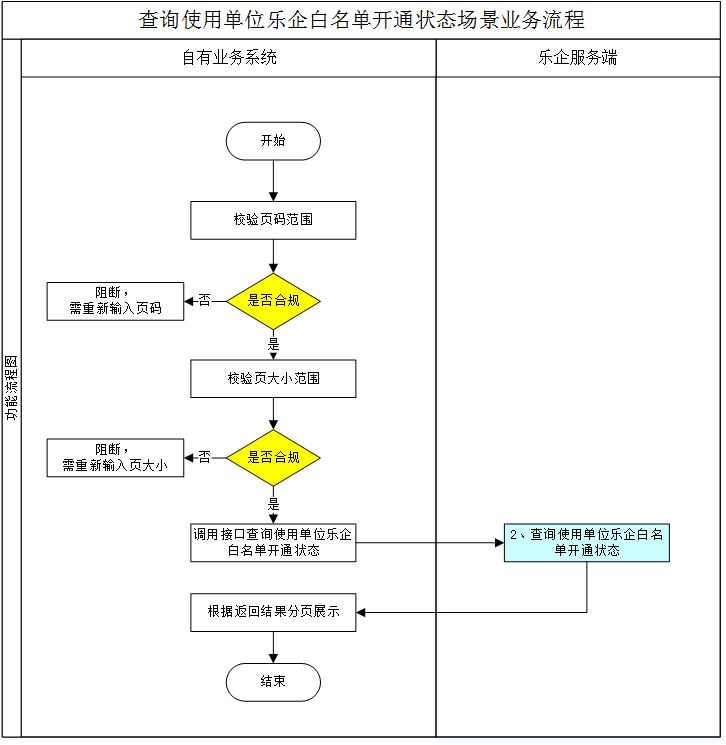 查询使用单位乐企白名单开通状态场景业务流程
自有业务系统
乐企服务端
功能流程图
开始
校验页码范围
是否合规
否
阻断，
需重新输入页码
是
校验页大小范围
是否合规
否
阻断，
需重新输入页大小
是
调用接口查询使用单位乐企
白名单开通状态
2、查询使用单位乐企白名
单开通状态
根据返回结果分页展示
结束